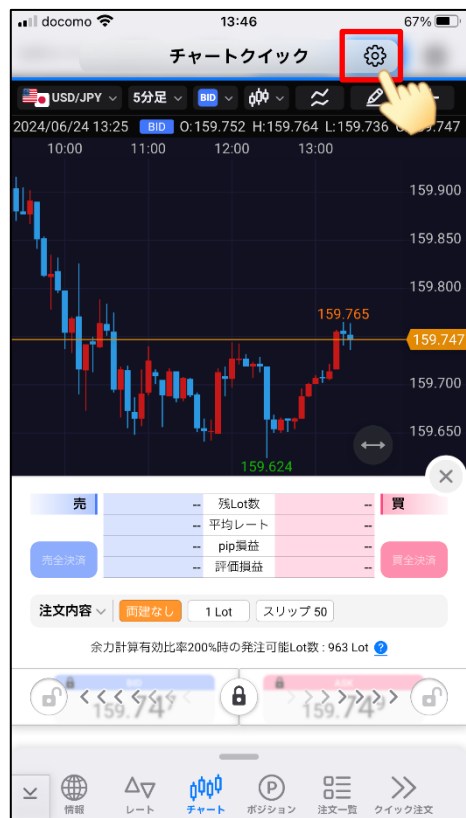 docomo 13:46 67%
チャートクイック
USD/JPY 5分足 BID
2024/06/24 13:25 BID O:159.752 H:159.764 L:159.736 .747
10:00 11:00 12:00 13:00
159.900
159.850
159.800
159.765
159.747
159.700
159.650
159.624
売 -- 残Lot数 -- 買
-- 平均レート --
売全決済 -- pip損益 -- 買全決済
-- 評価損益 --
注文内容 両建なし 1 Lot スリップ 50
余力計算有効比率200%時の発注可能Lot数 : 963 Lot ?
BID ASK
159.747 159.749
情報 レート チャート P ポジション 注文一覧 クイック注文